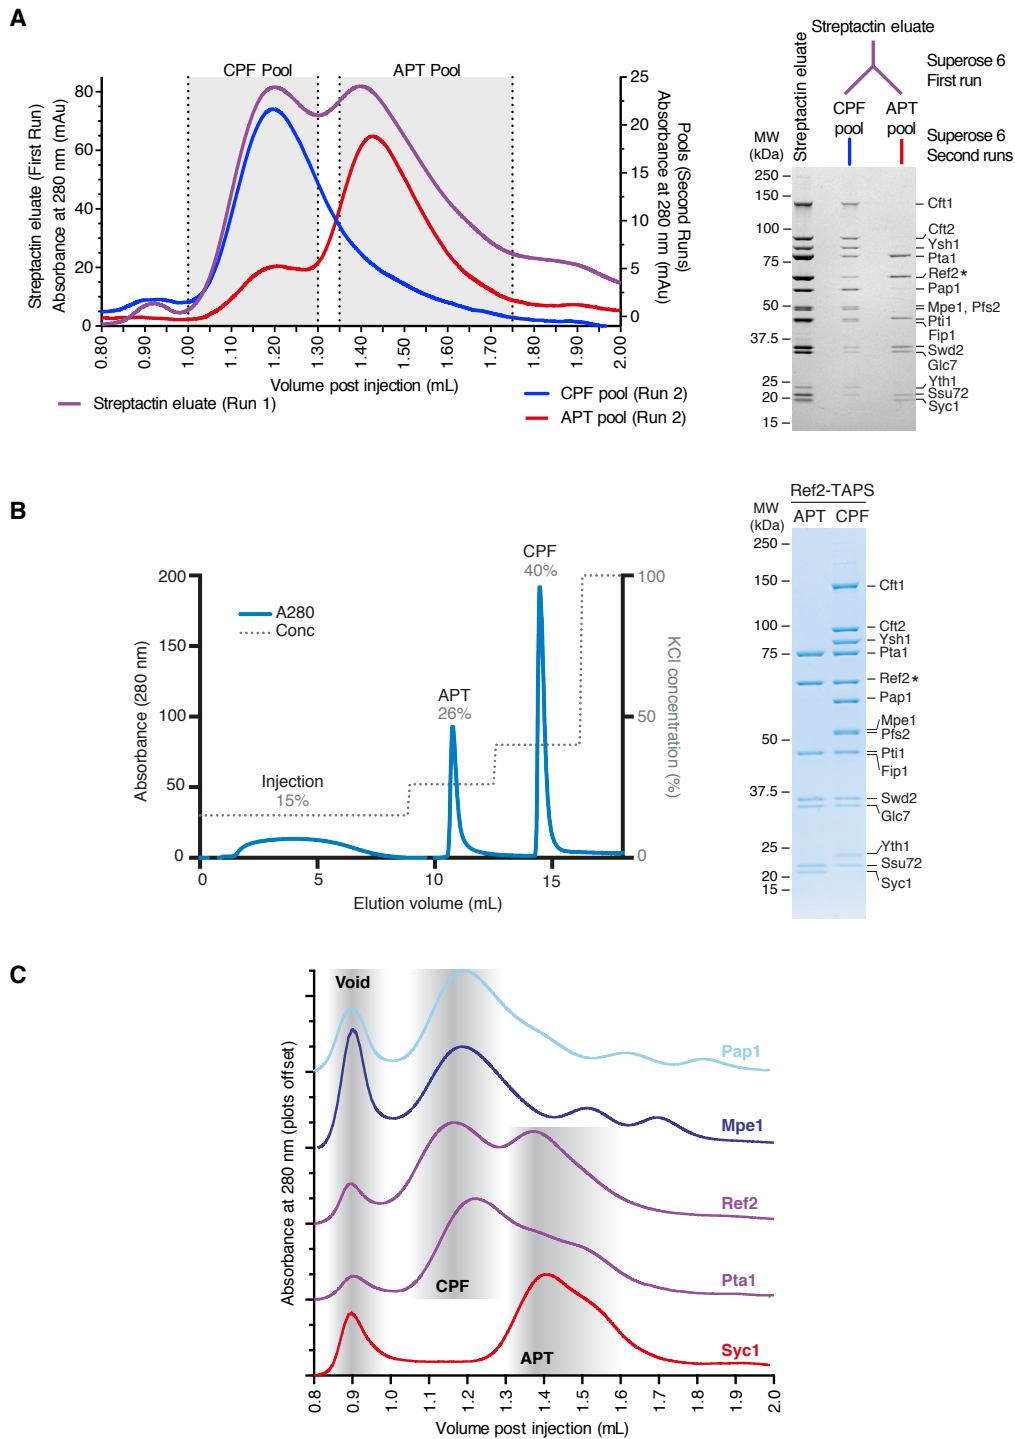 A
CPF Pool
APT Pool
Streptactin eluate (First Run)
Absorbance at 280 nm (mAu)
80
60
40
20
0
25
20
15
10
5
0
Pools (Second Runs)
Absorbance at 280 nm
(mAu)
0.80
0.90
1.00
1.10
1.20
1.30
1.40
1.50
1.60
1.70
1.80
1.90
2.00
Volume post injection (mL)
Streptactin eluate (Run 1)
CPF pool (Run 2)
APT pool (Run 2)
Streptactin eluate
Streptactin eluate
Superose 6
First run
CPF
pool
APT
pool
Superose 6
Second runs
MW
(kDa)
250
150
100
75
50
37.5
25
20
15
Cft1
Cft2
Ysh1
Pta1
Ref2*
Pap1
Mpe1, Pfs2
Pti1
Fip1
Swd2
Glc7
Yth1
Ssu72
Syc1
B
Absorbance (280 nm)
200
150
100
50
0
A280
Conc
Injection
15%
APT
26%
CPF
40%
100
50
0
KCl concentration (%)
0
5
10
15
Elution volume (mL)
Ref2-TAPS
MW
(kDa)
APT
CPF
250
150
100
75
50
37.5
25
20
15
Cft1
Cft2
Ysh1
Pta1
Ref2*
Pap1
Mpe1
Pfs2
Pti1
Fip1
Swd2
Glc7
Yth1
Ssu72
Syc1
C
Absorbance at 280 nm (plots offset)
Void
Pap1
Mpe1
Ref2
Pta1
CPF
Syc1
APT
0.8
0.9
1.0
1.1
1.2
1.3
1.4
1.5
1.6
1.7
1.8
1.9
2.0
Volume post injection (mL)